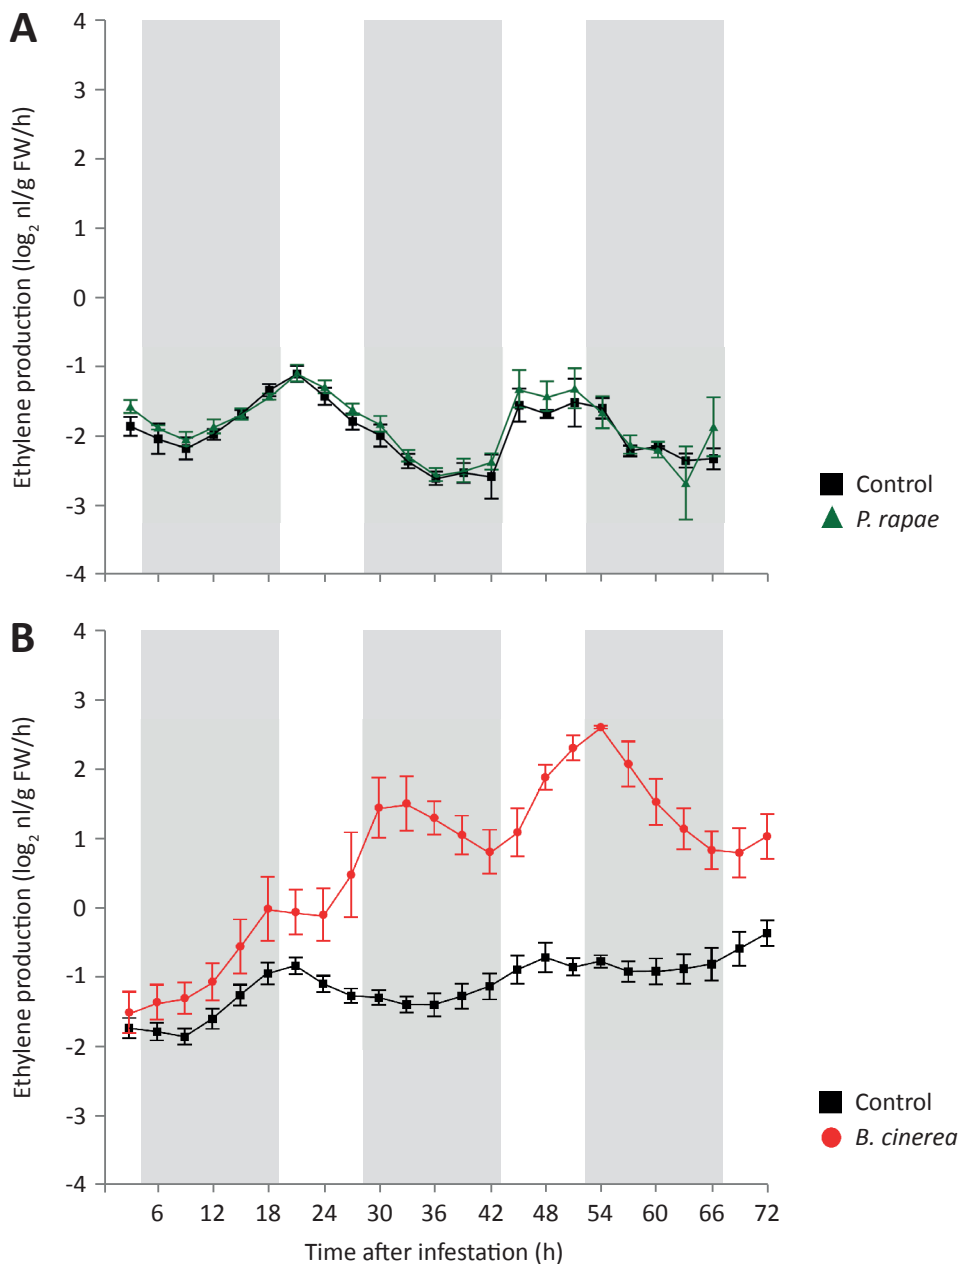 A
Ethylene production (log2 nl/g FW/h)
4
3
2
1
0
-1
-2
-3
-4
Control
P. rapae
B
Ethylene production (log2 nl/g FW/h)
4
3
2
1
0
-1
-2
-3
-4
Control
B. cinerea
6 12 18 24 30 36 42 48 54 60 66 72
Time after infestation (h)